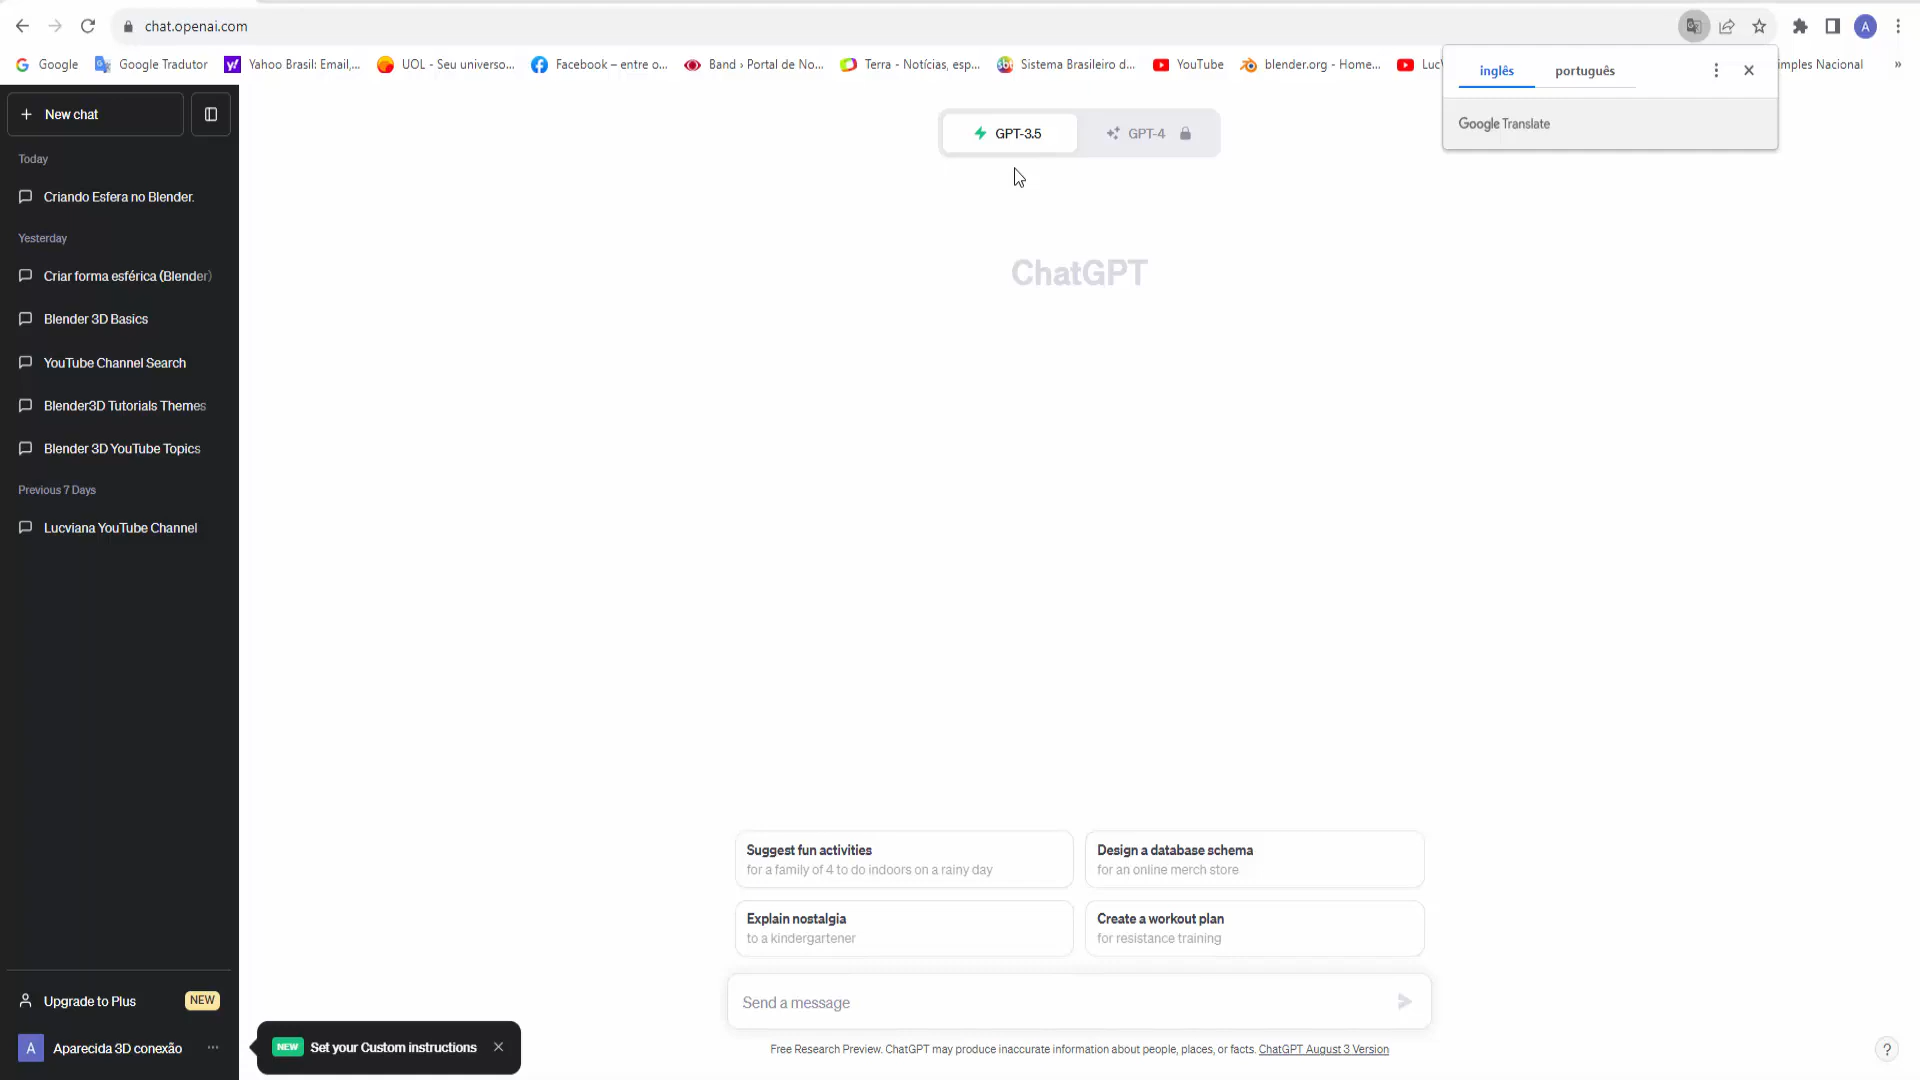 chat.openai.com
Google
Google Tradutor
Yahoo Brasil: Email,...
UOL - Seu universo...
Facebook – entre o...
Band › Portal de No...
Terra - Notícias, esp...
Sistema Brasileiro d...
YouTube
blender.org - Home...
imples Nacional
»
inglês
português
Google Translate
New chat
Today
Criando Esfera no Blender.
Yesterday
Criar forma esférica (Blender)
Blender 3D Basics
YouTube Channel Search
Blender3D Tutorials Themes
Blender 3D YouTube Topics
Previous 7 Days
Lucviana YouTube Channel
Upgrade to Plus
NEW
A
Aparecida 3D conexão
GPT-3.5
GPT-4
ChatGPT
Suggest fun activities
for a family of 4 to do indoors on a rainy day
Design a database schema
for an online merch store
Explain nostalgia
to a kindergartener
Create a workout plan
for resistance training
Send a message
NEW
Set your Custom instructions
Free Research Preview. ChatGPT may produce inaccurate information about people, places, or facts. ChatGPT August 3 Version
?
A